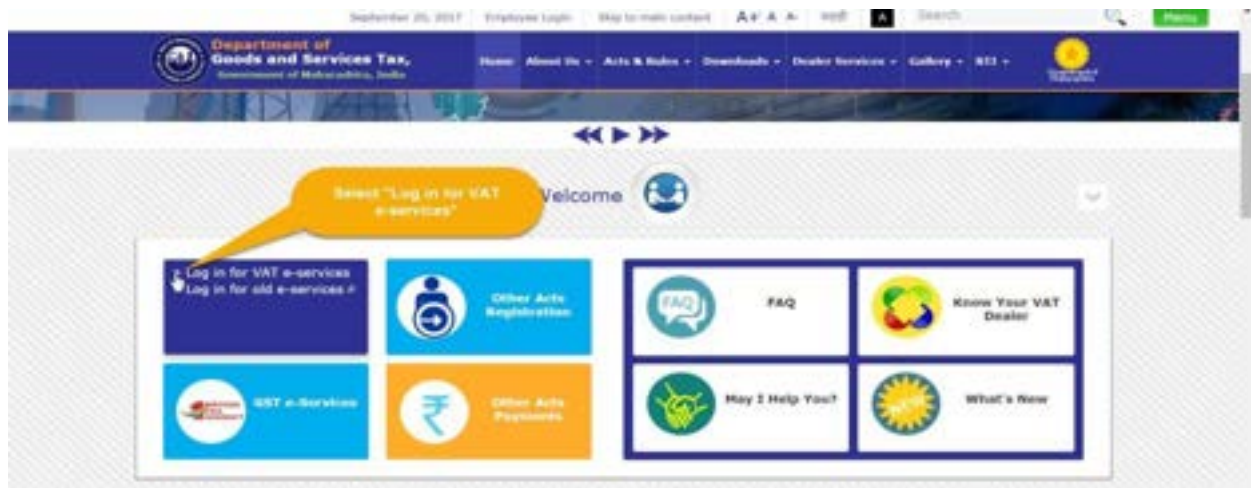 September 20, 2017 Employee Login Skip to main content A+ A A- मराठी A Search Menu
Department of
Goods and Services Tax,
Government of Maharashtra, India
Home About Us Acts & Rules Downloads Dealer Services Gallery RTI
Select "Log in for VAT
e-services"
Welcome
Log in for VAT e-services
Log in for old e-services
Other Acts
Registration
FAQ
FAQ
Know Your VAT
Dealer
GST e-Services
Other Acts
Payments
May I Help You?
NEW
What's New